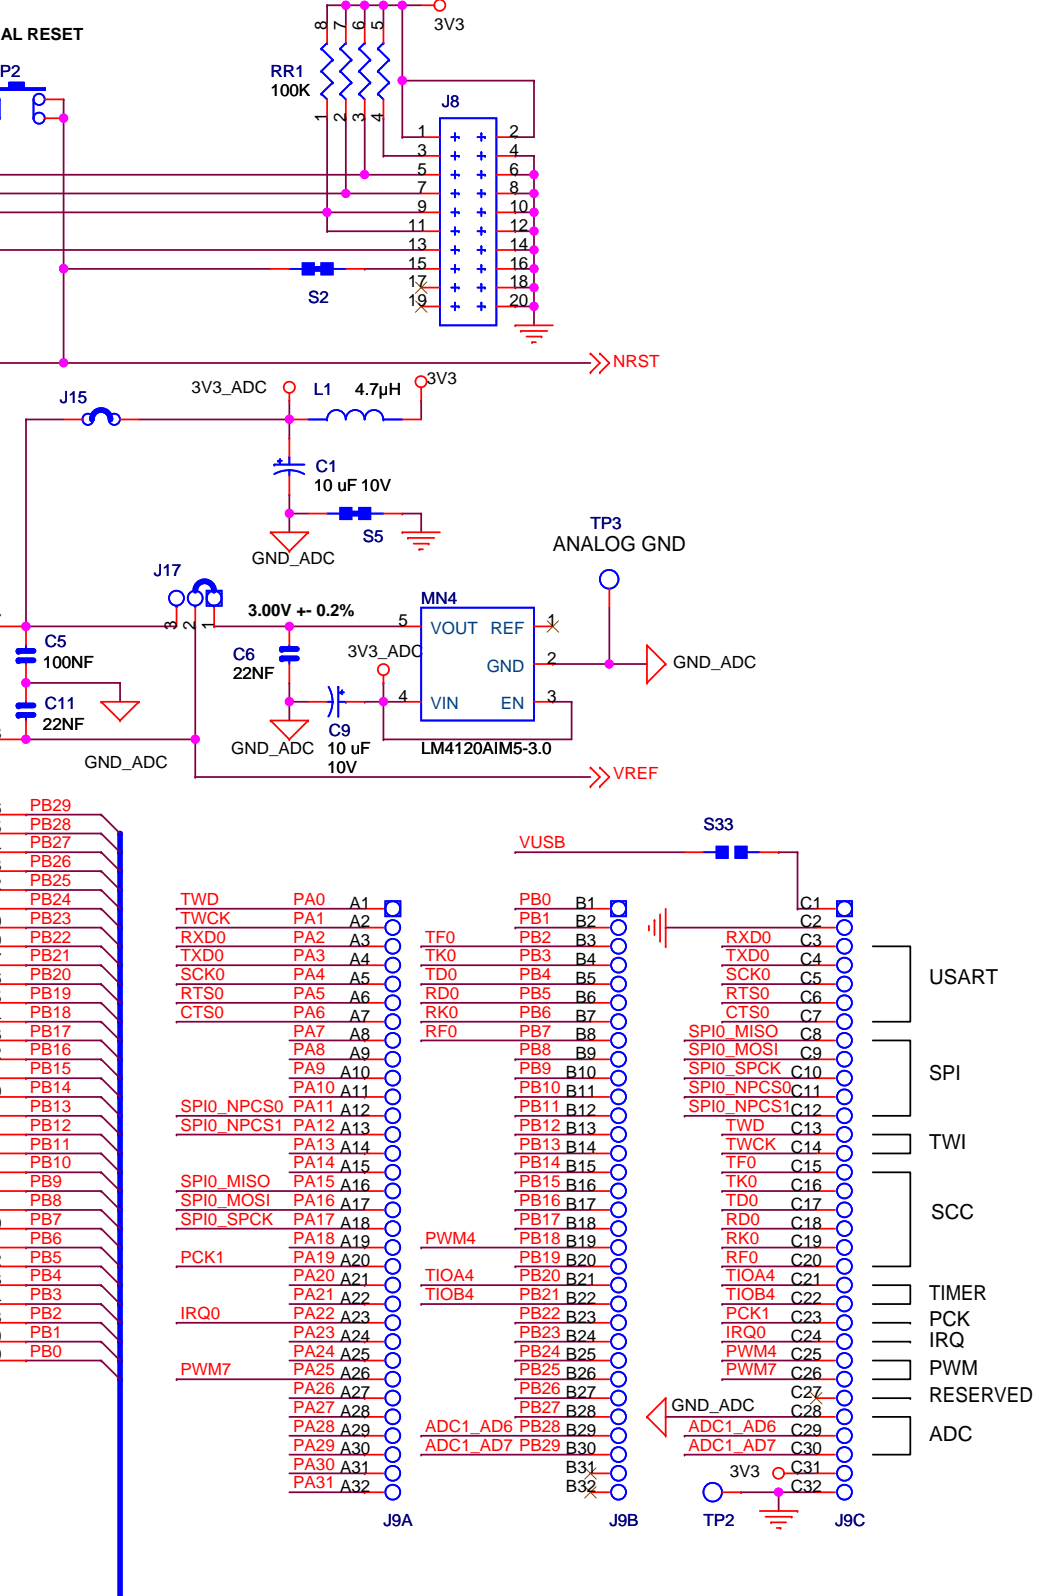 AL RESET
P2
3V3
8 7 6 5
RR1
100K
J8
1 2 3 4
1 2
3 4
5 6
7 8
9 10
11 12
13 14
15 16
17 18
19 20
S2
NRST
3V3_ADC
L1
4.7µH
3V3
J15
C1
10 uF 10V
S5
GND_ADC
TP3
ANALOG GND
J17
MN4
3 2 1
3.00V +- 0.2%
5 VOUT REF 1
C5
100NF
C6
22NF
3V3_ADC
GND 2
GND_ADC
C11
22NF
4 VIN EN 3
C9
10 uF
10V
GND_ADC
LM4120AIM5-3.0
GND_ADC
VREF
PB29
PB28
PB27
PB26
PB25
PB24
PB23
PB22
PB21
PB20
PB19
PB18
PB17
PB16
PB15
PB14
PB13
PB12
PB11
PB10
PB9
PB8
PB7
PB6
PB5
PB4
PB3
PB2
PB1
PB0
TWD PA0 A1
TWCK PA1 A2
RXD0 PA2 A3
TXD0 PA3 A4
SCK0 PA4 A5
RTS0 PA5 A6
CTS0 PA6 A7
PA7 A8
PA8 A9
PA9 A10
PA10 A11
SPI0_NPCS0 PA11 A12
SPI0_NPCS1 PA12 A13
PA13 A14
PA14 A15
SPI0_MISO PA15 A16
SPI0_MOSI PA16 A17
SPI0_SPCK PA17 A18
PA18 A19
PCK1 PA19 A20
PA20 A21
PA21 A22
IRQ0 PA22 A23
PA23 A24
PA24 A25
PWM7 PA25 A26
PA26 A27
PA27 A28
PA28 A29
PA29 A30
PA30 A31
PA31 A32
J9A
PB0 B1
PB1 B2
TF0 PB2 B3
TK0 PB3 B4
TD0 PB4 B5
RD0 PB5 B6
RK0 PB6 B7
RF0 PB7 B8
PB8 B9
PB9 B10
PB10 B11
PB11 B12
PB12 B13
PB13 B14
PB14 B15
PB15 B16
PB16 B17
PB17 B18
PWM4 PB18 B19
PB19 B20
TIOA4 PB20 B21
TIOB4 PB21 B22
PB22 B23
PB23 B24
PB24 B25
PB25 B26
PB26 B27
PB27 B28
ADC1_AD6 PB28 B29
ADC1_AD7 PB29 B30
B31
B32
J9B
VUSB
S33
C1
C2
RXD0 C3
TXD0 C4
SCK0 C5
RTS0 C6
CTS0 C7
SPI0_MISO C8
SPI0_MOSI C9
SPI0_SPCK C10
SPI0_NPCS0 C11
SPI0_NPCS1 C12
TWD C13
TWCK C14
TF0 C15
TK0 C16
TD0 C17
RD0 C18
RK0 C19
RF0 C20
TIOA4 C21
TIOB4 C22
PCK1 C23
IRQ0 C24
PWM4 C25
PWM7 C26
C27
GND_ADC C28
ADC1_AD6 C29
ADC1_AD7 C30
3V3 C31
C32
TP2
J9C
USART
SPI
TWI
SCC
TIMER
PCK
IRQ
PWM
RESERVED
ADC